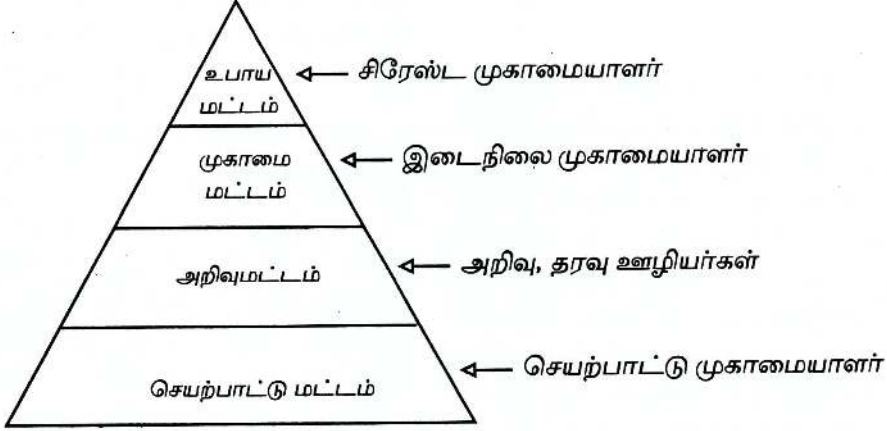 உபாய
மட்டம்
சிரேஸ்ட முகாமையாளர்
முகாமை
மட்டம்
இடைநிலை முகாமையாளர்
அறிவுமட்டம்
அறிவு, தரவு ஊழியர்கள்
செயற்பாட்டு மட்டம்
செயற்பாட்டு முகாமையாளர்